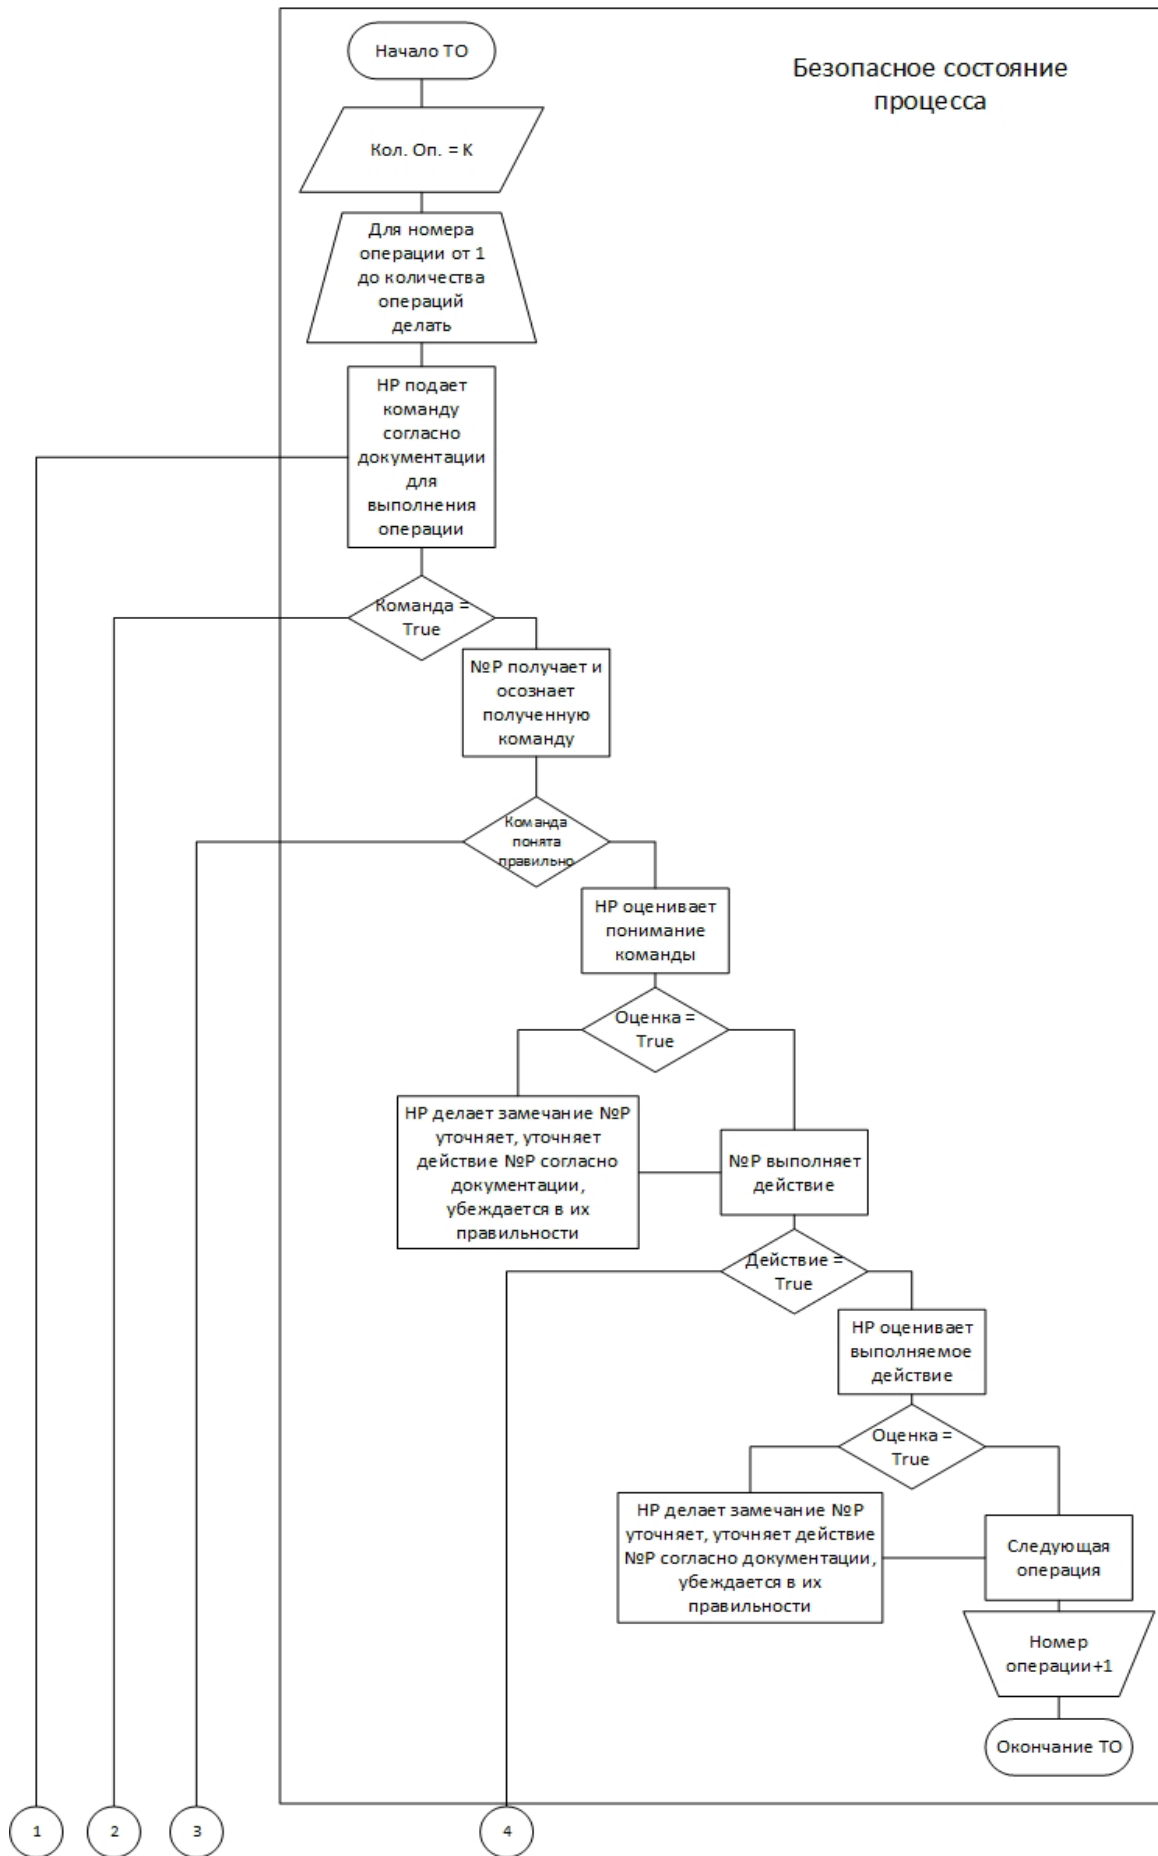 Начало ТО
Безопасное состояние
процесса
Кол. Оп. = К
Для номера
операции от 1
до количества
операций
делать
НР подает
команду
согласно
документации
для
выполнения
операции
Команда =
True
№Р получает и
осознает
полученную
команду
Команда
понята
правильно
НР оценивает
понимание
команды
Оценка =
True
НР делает замечание №Р
уточняет, уточняет
действие №Р согласно
документации,
убеждается в их
правильности
№Р выполняет
действие
Действие =
True
НР оценивает
выполняемое
действие
Оценка =
True
НР делает замечание №Р
уточняет, уточняет действие
№Р согласно документации,
убеждается в их
правильности
Следующая
операция
Номер
операции+1
Окончание ТО
1
2
3
4